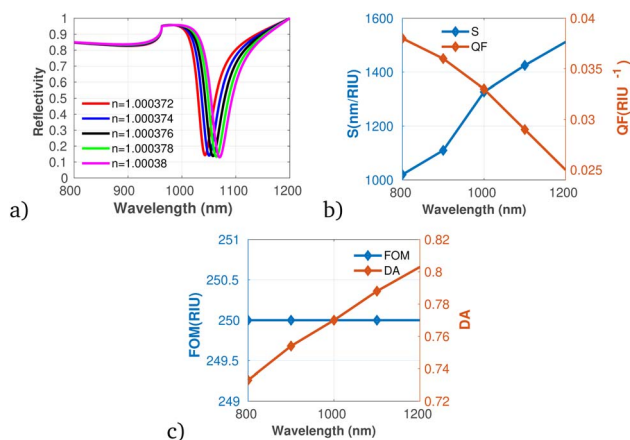 a)
Reflectivity
1
0.9
0.8
0.7
0.6
0.5
0.4
0.3
0.2
0.1
0
n=1.000372
n=1.000374
n=1.000376
n=1.000378
n=1.00038
800 900 1000 1100 1200
Wavelength (nm)
b)
S(nm/RIU)
1600
1400
1200
1000
S
QF
0.04
0.035
0.03
0.025
QF(RIU -1)
800 900 1000 1100 1200
Wavelength (nm)
c)
FOM(RIU)
251
250.5
250
249.5
249
FOM
DA
0.82
0.8
0.78
0.76
0.74
0.72
DA
800 900 1000 1100 1200
Wavelength (nm)